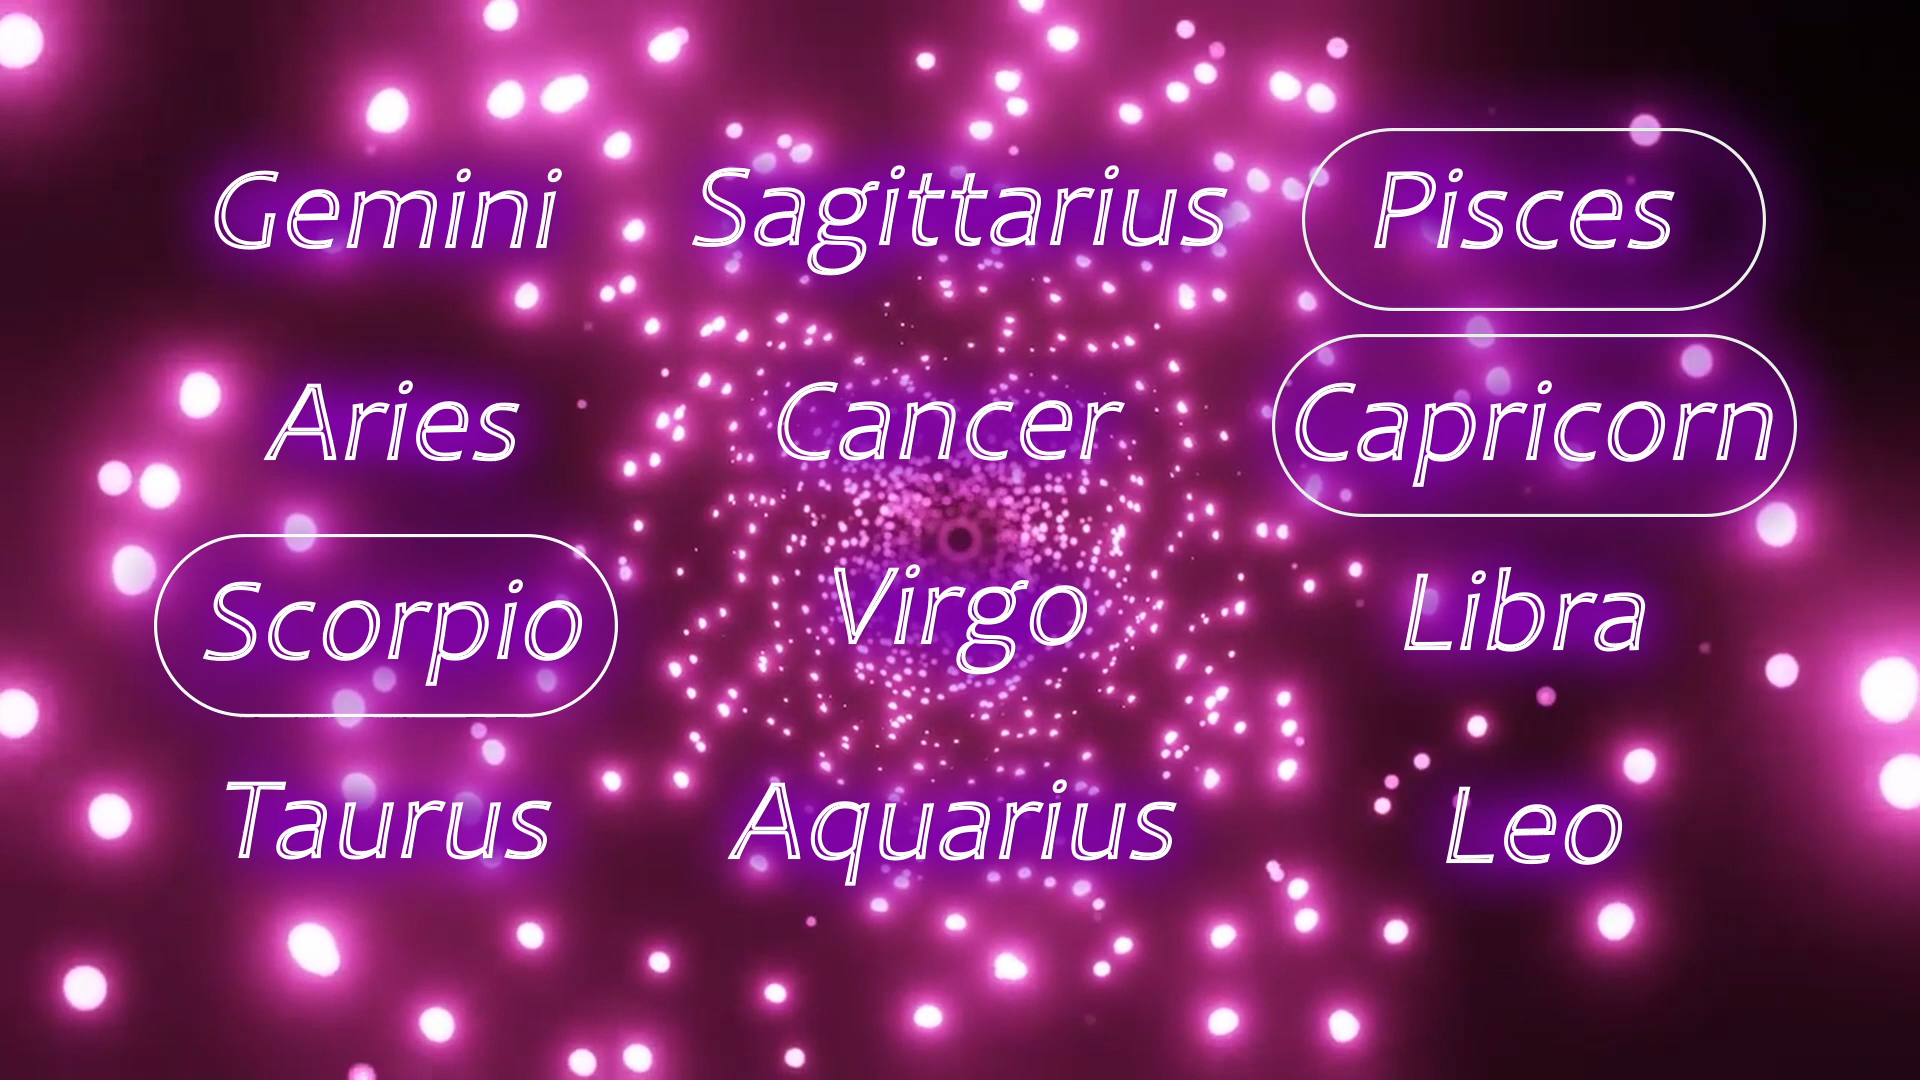 Gemini Sagittarius Pisces
Aries Cancer Capricorn
Scorpio Virgo Libra
Taurus Aquarius Leo